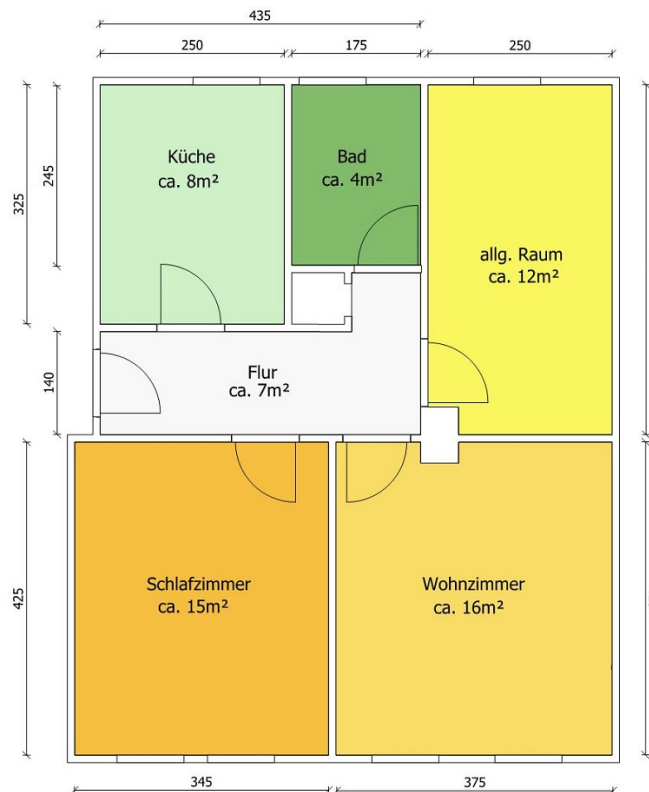 435
250
175
250
Küche
ca. 8m²
Bad
ca. 4m²
245
325
allg. Raum
ca. 12m²
Flur
ca. 7m²
140
Schlafzimmer
ca. 15m²
Wohnzimmer
ca. 16m²
425
345
375